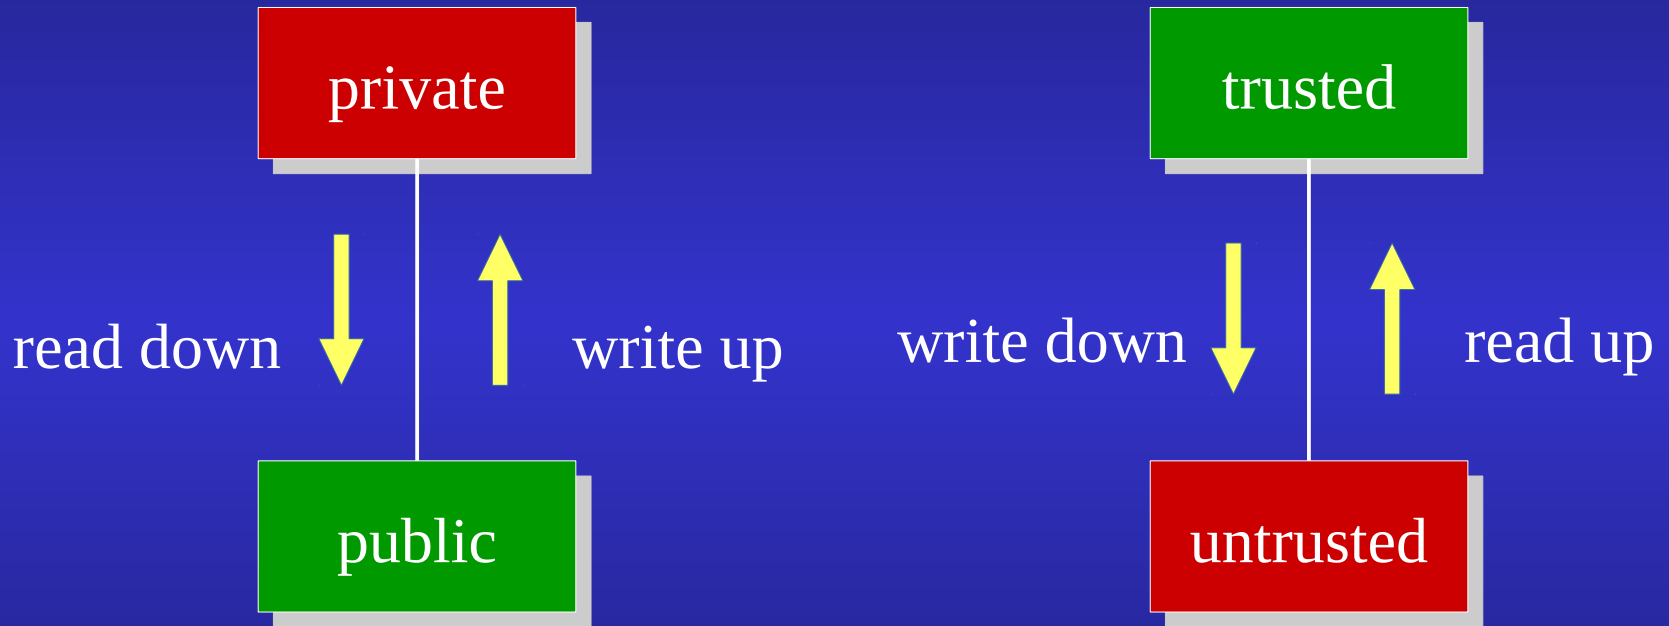 private
trusted
read down
write up
write down
read up
public
untrusted